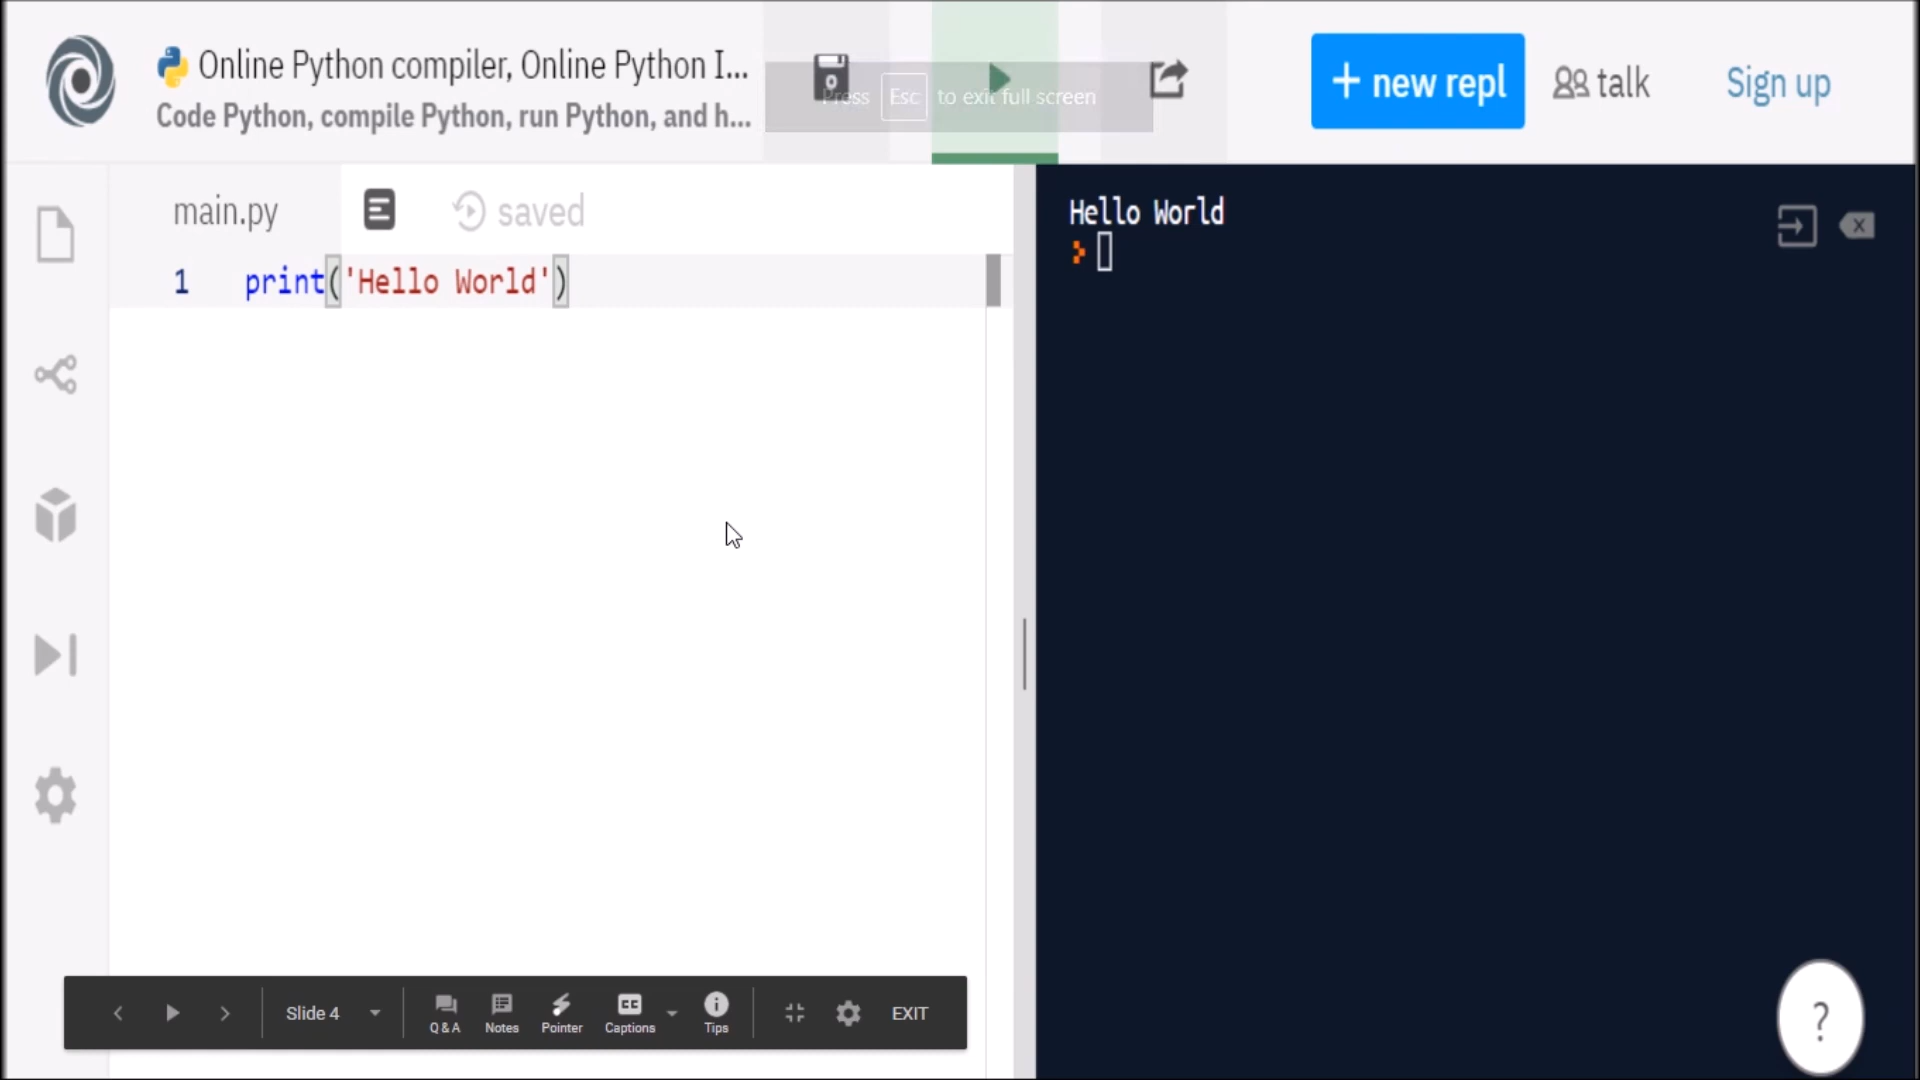 Online Python compiler, Online Python I...
Code Python, compile Python, run Python, and h...
Press Esc to exit full screen
+ new repl
talk
Sign up
main.py
saved
1 print('Hello World')
Hello World
Slide 4
Q & A
Notes
CC
Pointer
Captions
Tips
EXIT
?